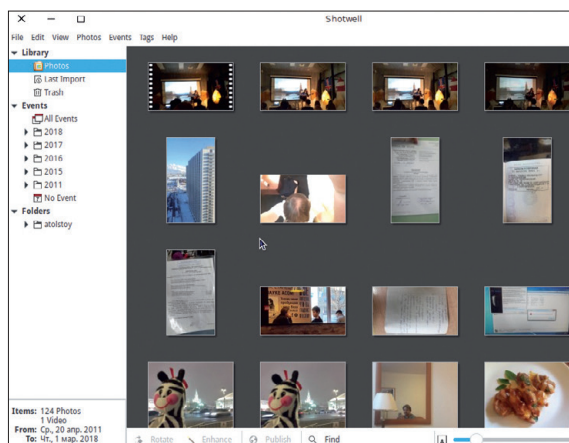 Shotwell
File Edit View Photos Events Tags Help
Library
Photos
Last Import
Trash
Events
All Events
2018
2017
2016
2015
2011
No Event
Folders
atolstoy
Items: 124 Photos
1 Video
From: Ср., 20 апр. 2011
To: Чт., 1 мар. 2018
Rotate Enhance Publish Find